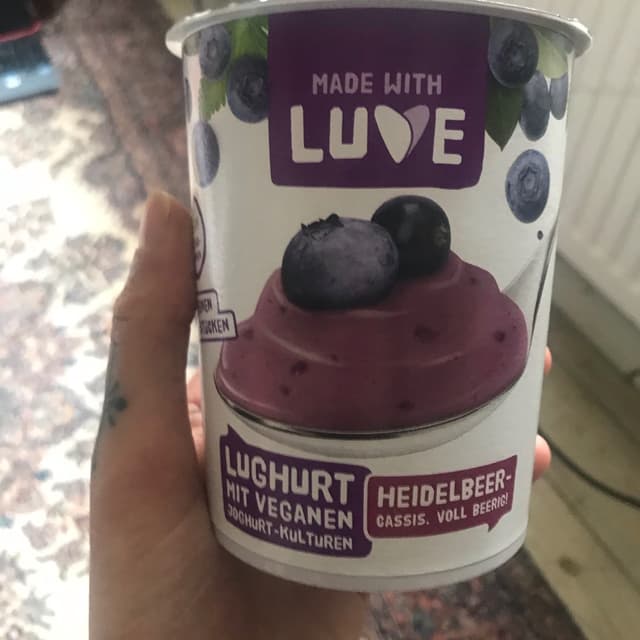 MADE WITH
LUVE
LUGHURT
MIT VEGANEN
JOGHURT-KULTUREN
HEIDELBEER-
CASSIS. VOLL BEERIG!